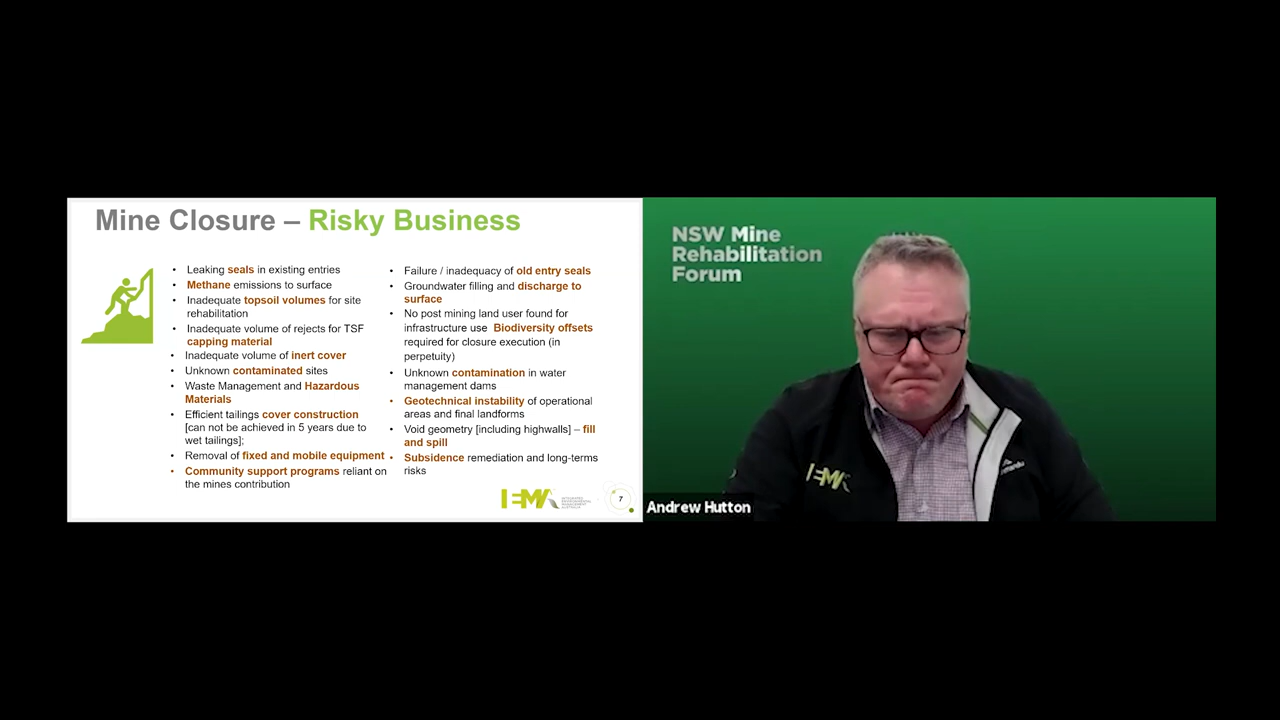 Mine Closure – Risky Business
• Leaking seals in existing entries
• Methane emissions to surface
• Inadequate topsoil volumes for site
rehabilitation
• Inadequate volume of rejects for TSF
capping material
• Inadequate volume of inert cover
• Unknown contaminated sites
• Waste Management and Hazardous
Materials
• Efficient tailings cover construction
[can not be achieved in 5 years due to
wet tailings];
• Removal of fixed and mobile equipment
• Community support programs reliant on
the mines contribution
• Failure / inadequacy of old entry seals
• Groundwater filling and discharge to
surface
• No post mining land user found for
infrastructure use Biodiversity offsets
required for closure execution (in
perpetuity)
• Unknown contamination in water
management dams
• Geotechnical instability of operational
areas and final landforms
• Void geometry [including highwalls] – fill
and spill
• Subsidence remediation and long-terms
risks
IEMA
7
NSW Mine
Rehabilitation
Forum
IEMA
Andrew Hutton